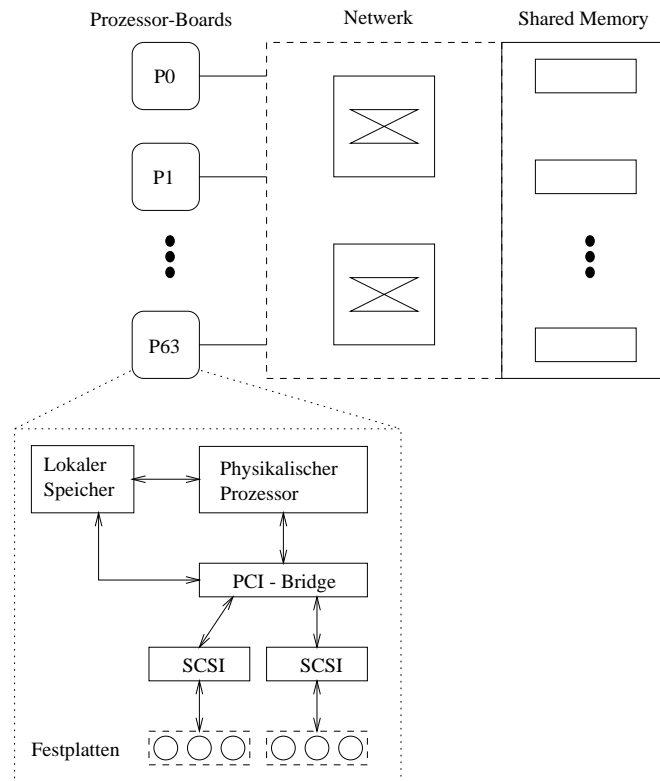 Prozessor-Boards
Netwerk
Shared Memory
P0
P1
P63
Lokaler
Speicher
Physikalischer
Prozessor
PCI - Bridge
SCSI
SCSI
Festplatten